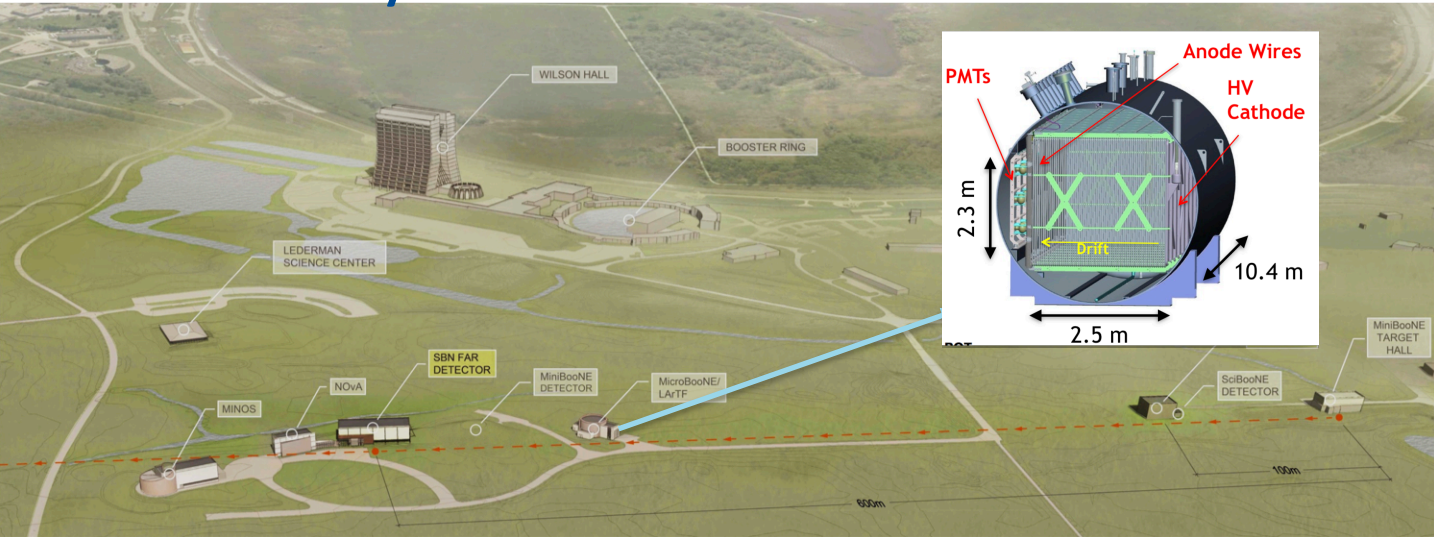 WILSON HALL
BOOSTER RING
LEDERMAN
SCIENCE CENTER
SBN FAR
DETECTOR
NOνA
MINOS
MiniBooNE
DETECTOR
MicroBooNE/
LArTF
Anode Wires
PMTs
HV
Cathode
2.3 m
Drift
10.4 m
2.5 m
MiniBooNE
TARGET
HALL
SciBooNE
DETECTOR
100m
600m